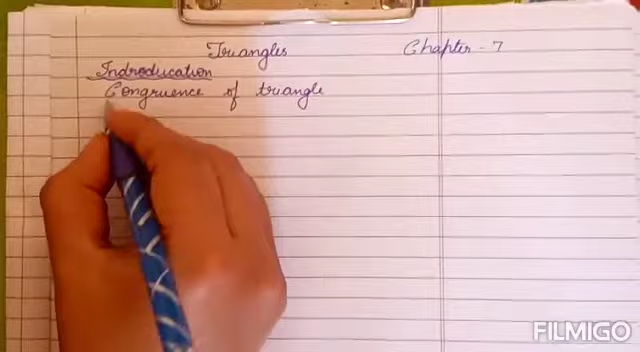 Triangles Chapter - 7
Indroducation
Congruence of triangle
FILMIGO